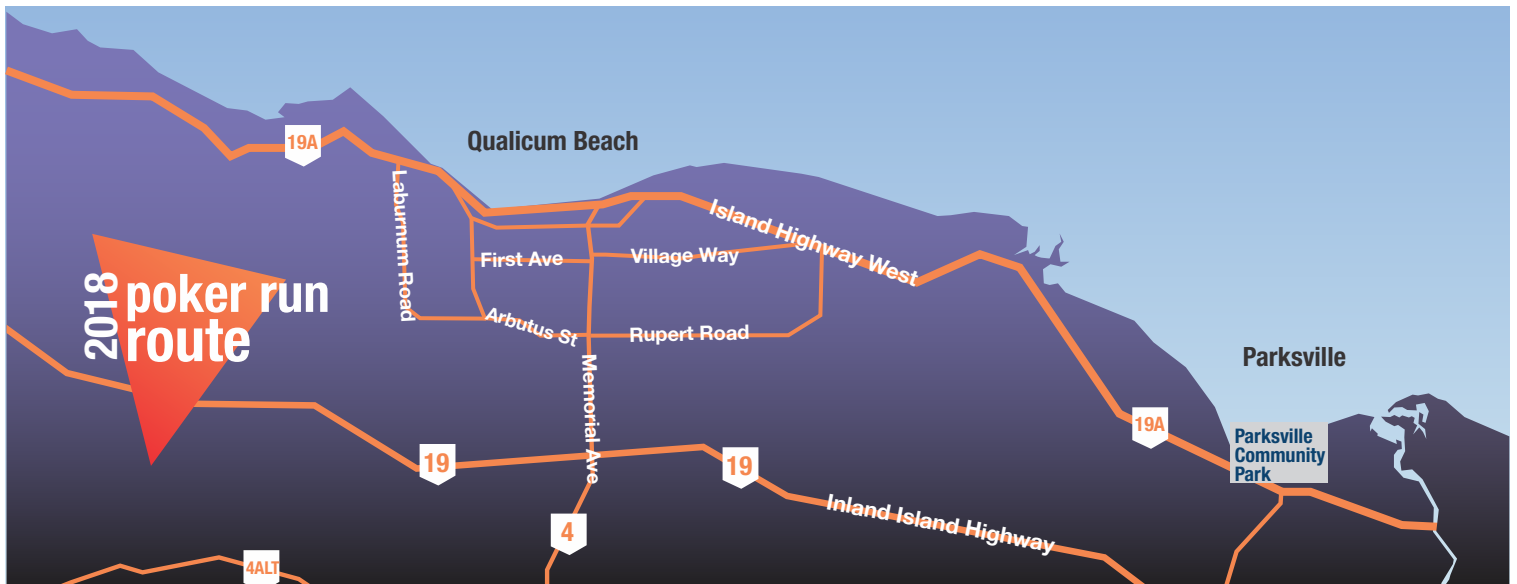 19A
Qualicum Beach
Laburnum Road
Island Highway West
First Ave
Village Way
2018
poker run
route
Arbutus St
Rupert Road
Memorial Ave
Parksville
19A
Parksville
Community
Park
19
19
Inland Island Highway
4
4ALT